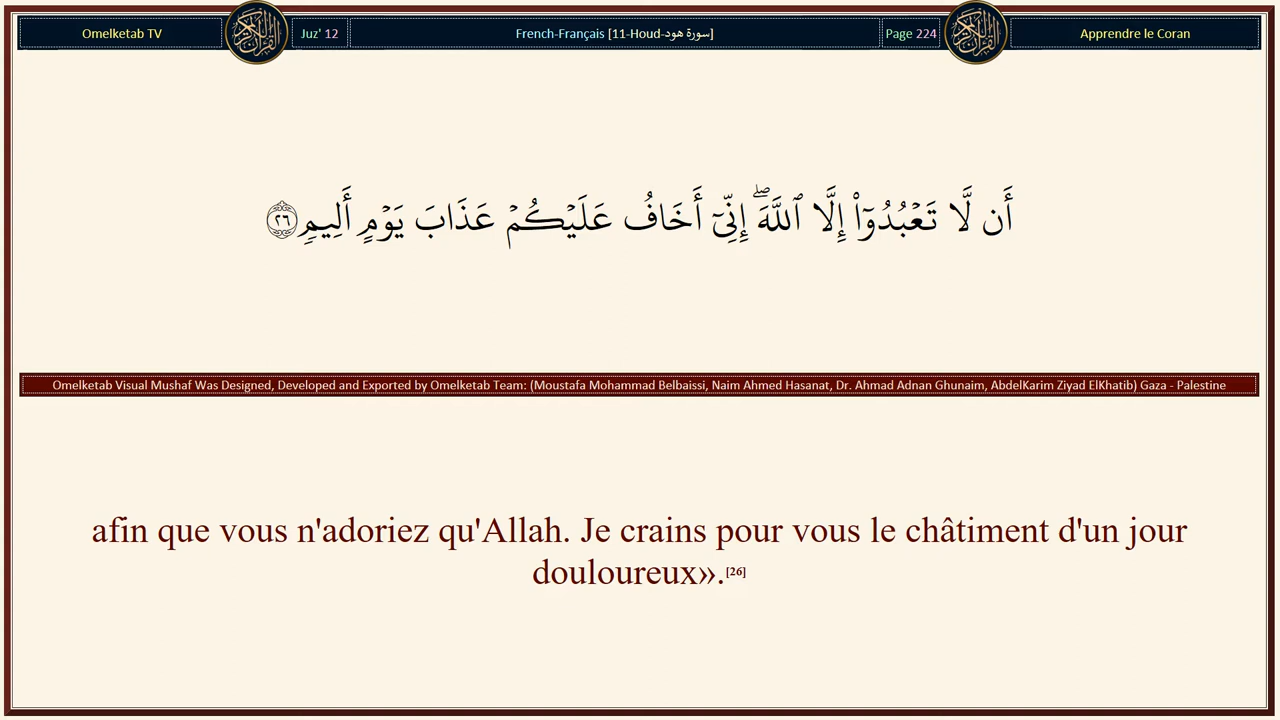 Omelketab TV
Juz' 12
French-Français [11-Houd-سورة هود]
Page 224
Apprendre le Coran
أَن لَّا تَعۡبُدُوٓاْ إِلَّا ٱللَّهَۖ إِنِّيٓ أَخَافُ عَلَيۡكُمۡ عَذَابَ يَوۡمٍ أَلِيمٖ ٢٦
Omelketab Visual Mushaf Was Designed, Developed and Exported by Omelketab Team: (Moustafa Mohammad Belbaissi, Naim Ahmed Hasanat, Dr. Ahmad Adnan Ghunaim, AbdelKarim Ziyad ElKhatib) Gaza - Palestine
afin que vous n'adoriez qu'Allah. Je crains pour vous le châtiment d'un jour
douloureux».[26]